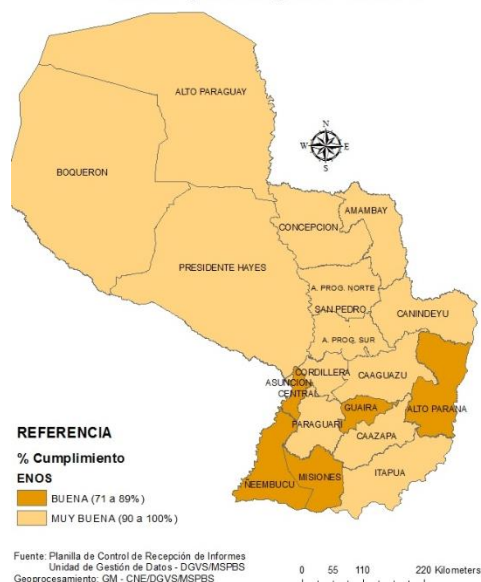 ALTO PARAGUAY
N
W E
S
BOQUERON
AMAMBAY
CONCEPCION
PRESIDENTE HAYES
A. PROG. NORTE
SAN PEDRO
CANINDEYU
A. PROG. SUR
CORDILLERA
CAAGUAZU
ASUNCION
CENTRAL
GUAIRA
ALTO PARANA
PARAGUARI
CAAZAPA
MISIONES
ÑEEMBUCU
ITAPUA
REFERENCIA
% Cumplimiento
ENOS
BUENA (71 a 89%)
MUY BUENA (90 a 100%)
Fuente: Planilla de Control de Recepción de Informes
Unidad de Gestión de Datos - DGVS/MSPBS
Geoprocesamiento: GM - CNE/DGVS/MSPBS
0 55 110 220 Kilometers